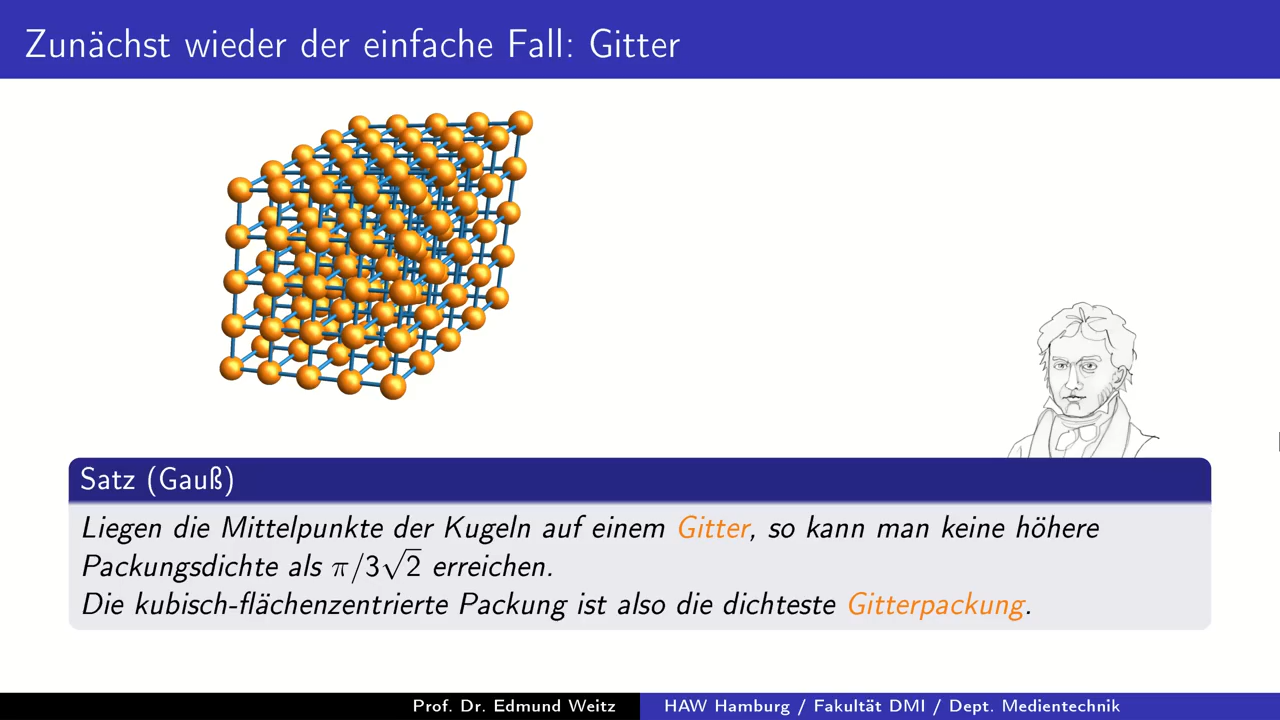 Zunächst wieder der einfache Fall: Gitter
Satz (Gauß)
Liegen die Mittelpunkte der Kugeln auf einem Gitter, so kann man keine höhere
Packungsdichte als π/3√2 erreichen.
Die kubisch-flächenzentrierte Packung ist also die dichteste Gitterpackung.
Prof. Dr. Edmund Weitz
HAW Hamburg / Fakultät DMI / Dept. Medientechnik